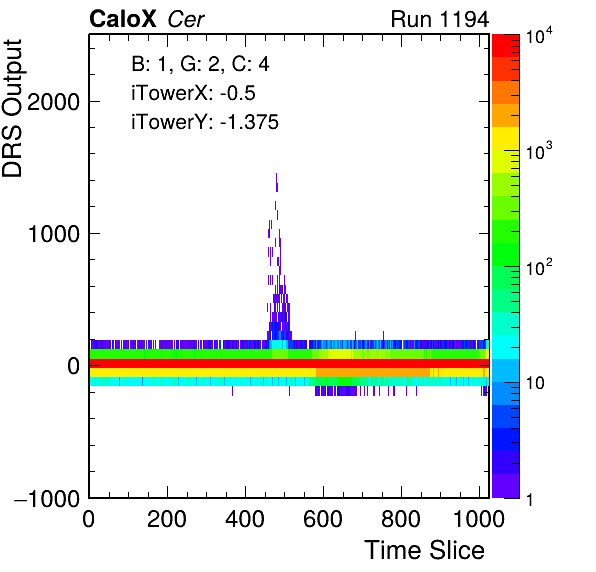 CaloX Cer
Run 1194
B: 1, G: 2, C: 4
iTowerX: -0.5
iTowerY: -1.375
DRS Output
2000
1000
0
−1000
0 200 400 600 800 1000
Time Slice
10^4
10^3
10^2
10
1